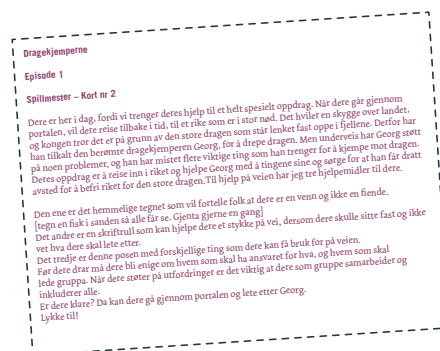 Dragekjemperne
Episode 1
Spillmester – Kort nr 2
Dere er her i dag, fordi vi trenger deres hjelp til et helt spesielt oppdrag. Når dere går gjennom
portalen, vil dere reise tilbake i tid, til et rike som er i stor nød. Det hviler en skygge over landet,
og kongen tror det er på grunn av den store dragen som står lenket fast oppe i fjellene. Derfor har
han tilkalt den berømte dragekjemperen Georg, for å drepe dragen. Men underveis har Georg støtt
på noen problemer, og han har mistet flere viktige ting som han trenger for å kjempe mot dragen.
Deres oppdrag er å reise inn i riket og hjelpe Georg med å tingene sine og sørge for at han får dratt
avsted for å befri riket for den store dragen.Til hjelp på veien har jeg tre hjelpemidler til dere.
Den ene er det hemmelige tegnet som vil fortelle folk at dere er en venn og ikke en fiende.
[tegn en fisk i sanden så alle får se. Gjenta gjerne en gang]
Det andre er en skriftrull som kan hjelpe dere et stykke på vei, dersom dere skulle sitte fast og ikke
vet hva dere skal lete etter.
Det tredje er denne posen med forskjellige ting som dere kan få bruk for på veien.
Før dere drar må dere bli enige om hvem som skal ha ansvaret for hva, og hvem som skal
lede gruppa. Når dere støter på utfordringer er det viktig at dere som gruppe samarbeider og
inkluderer alle.
Er dere klare? Da kan dere gå gjennom portalen og lete etter Georg.
Lykke til!